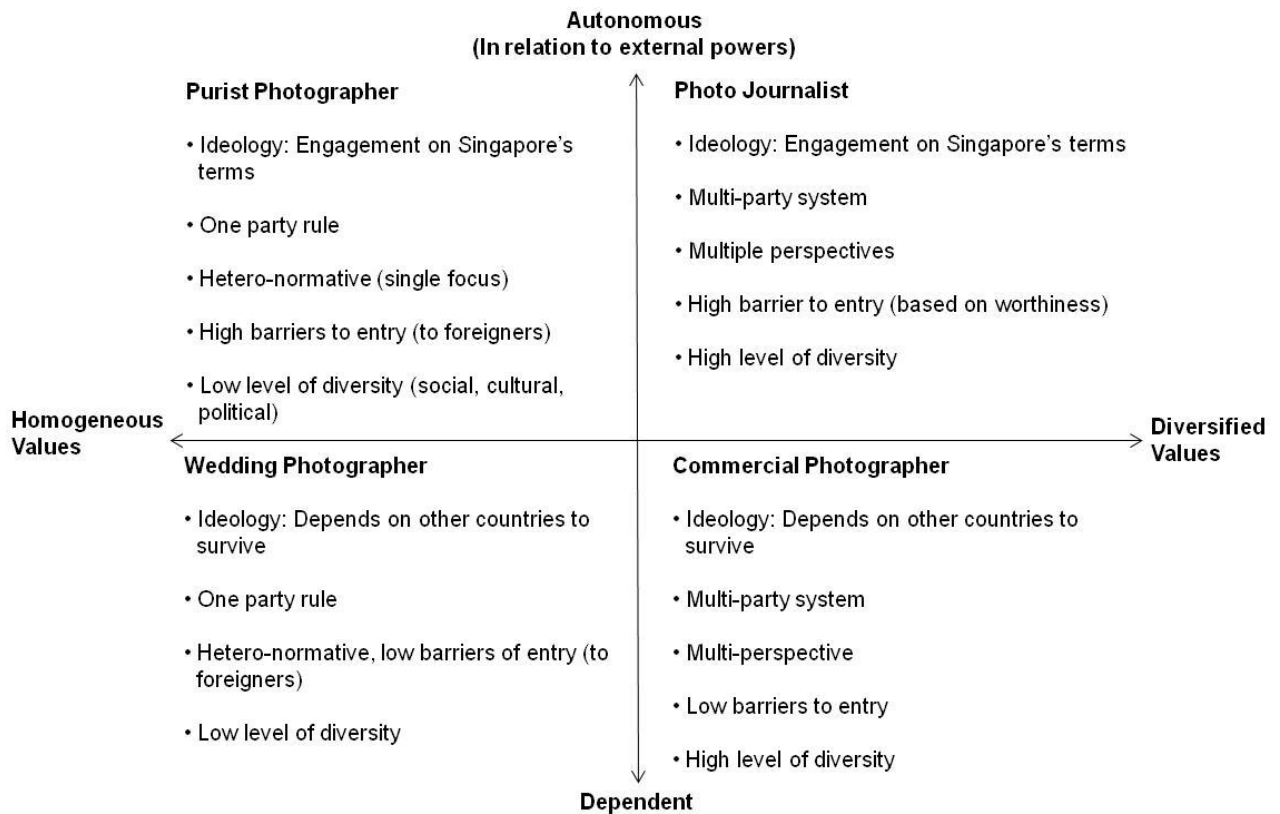 Autonomous
(In relation to external powers)
Purist Photographer
• Ideology: Engagement on Singapore's
terms
• One party rule
• Hetero-normative (single focus)
• High barriers to entry (to foreigners)
• Low level of diversity (social, cultural,
political)
Photo Journalist
• Ideology: Engagement on Singapore's terms
• Multi-party system
• Multiple perspectives
• High barrier to entry (based on worthiness)
• High level of diversity
Homogeneous
Values
Diversified
Values
Wedding Photographer
• Ideology: Depends on other countries to
survive
• One party rule
• Hetero-normative, low barriers of entry (to
foreigners)
• Low level of diversity
Commercial Photographer
• Ideology: Depends on other countries to
survive
• Multi-party system
• Multi-perspective
• Low barriers to entry
• High level of diversity
Dependent